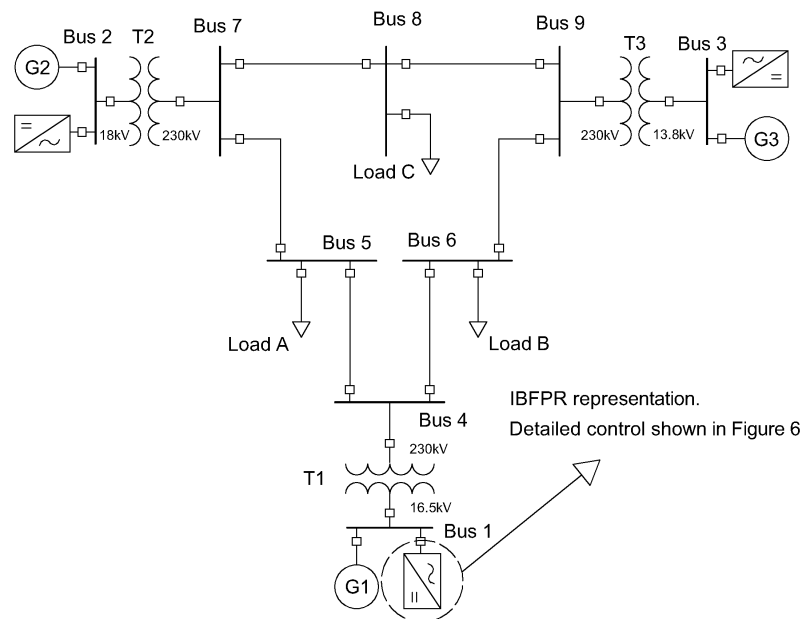 Bus 8
Bus 7
Bus 9
Bus 2
T2
T3
Bus 3
G2
18kV
230kV
230kV
13.8kV
G3
Load C
Bus 5
Bus 6
Load A
Load B
IBFPR representation.
Detailed control shown in Figure 6
Bus 4
230kV
T1
16.5kV
Bus 1
G1